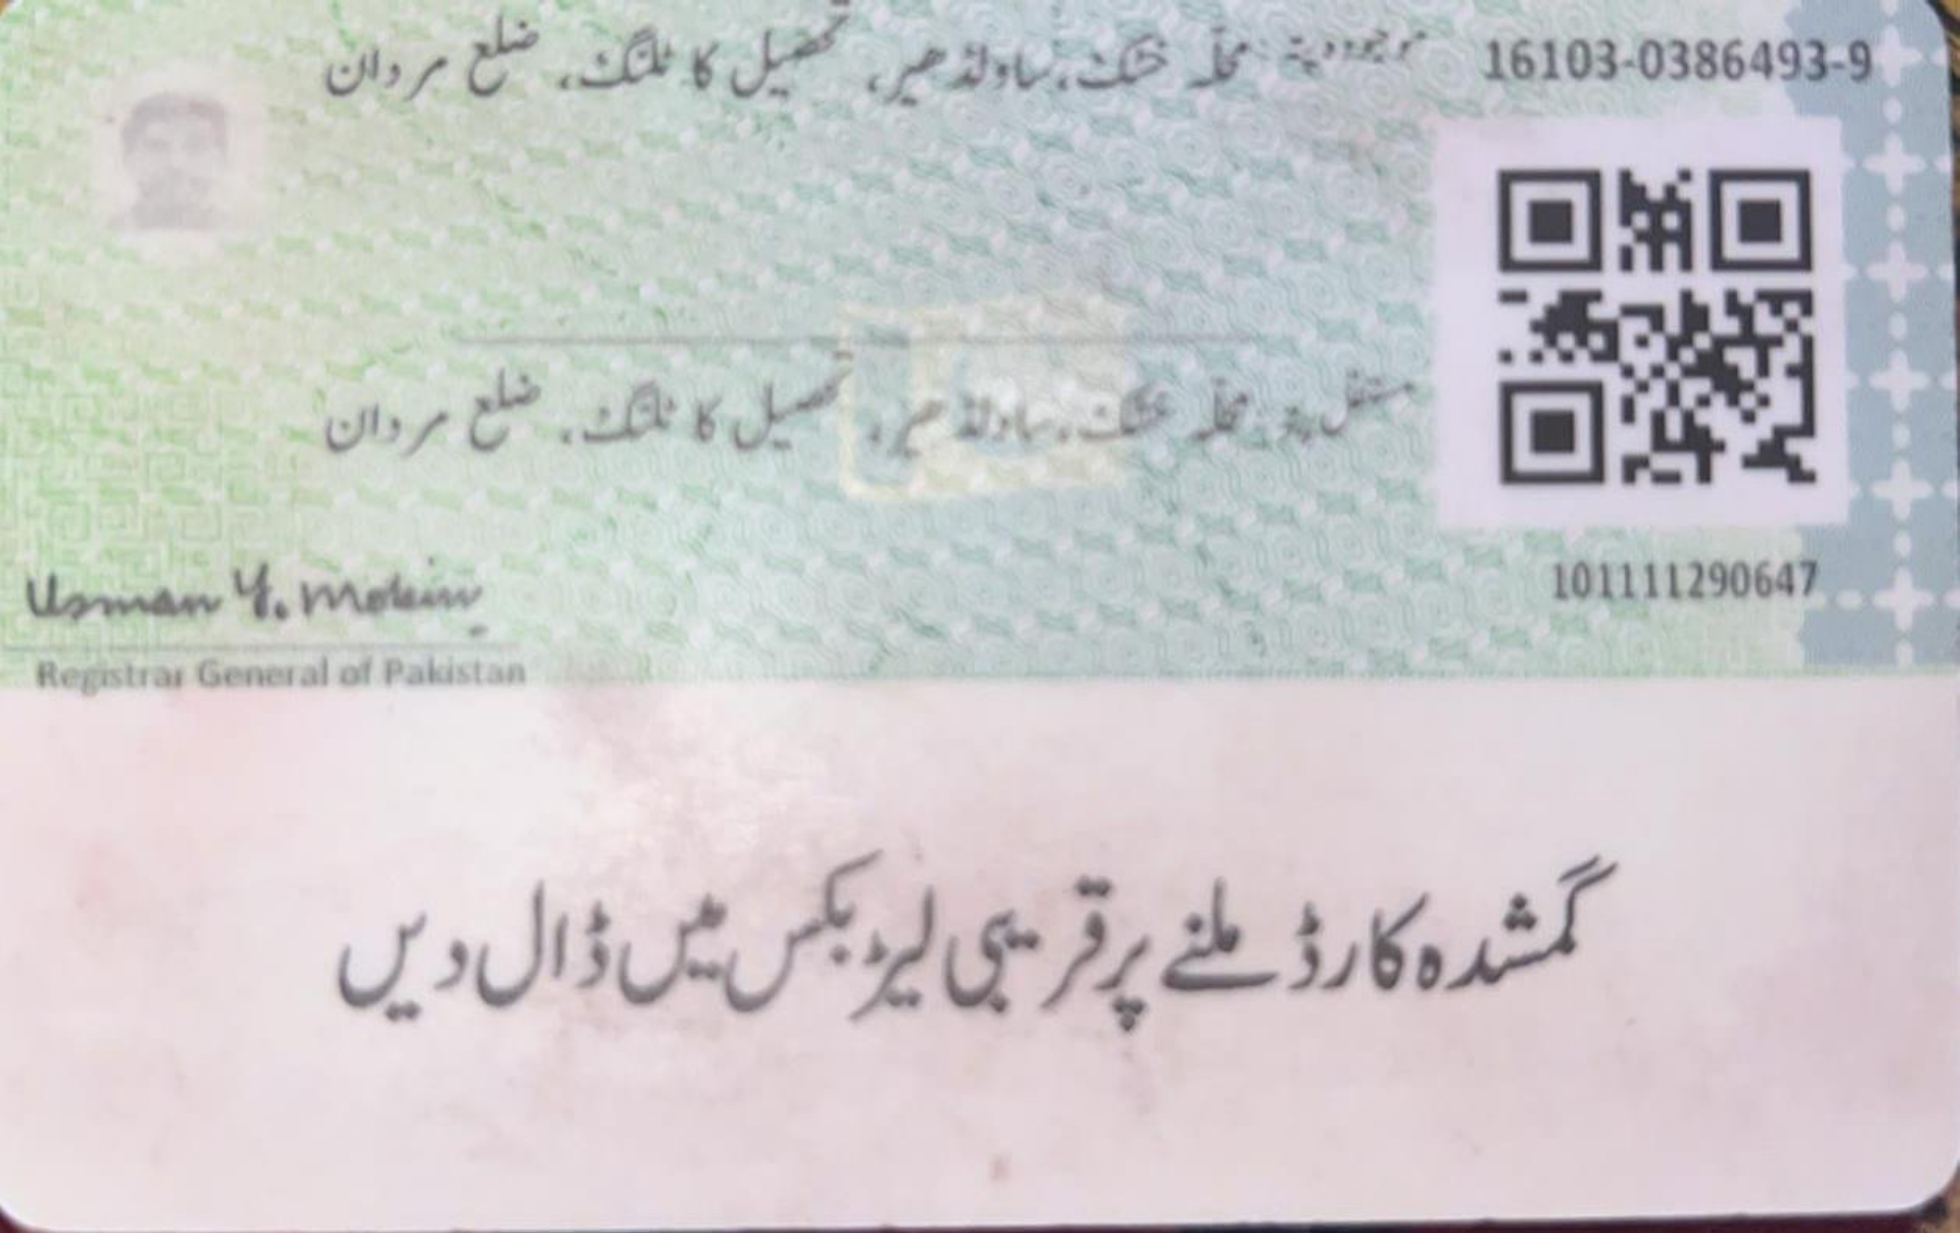 16103-0386493-9
موجودہ پتہ: محلہ خٹک، ساولڈھیر، تحصیل کاٹلنگ، ضلع مردان
مستقل پتہ: محلہ خٹک، ساولڈھیر، تحصیل کاٹلنگ، ضلع مردان
101111290647
Usman Y. Mobin
Registrar General of Pakistan
گمشدہ کارڈ ملنے پر قریبی لیٹر بکس میں ڈال دیں